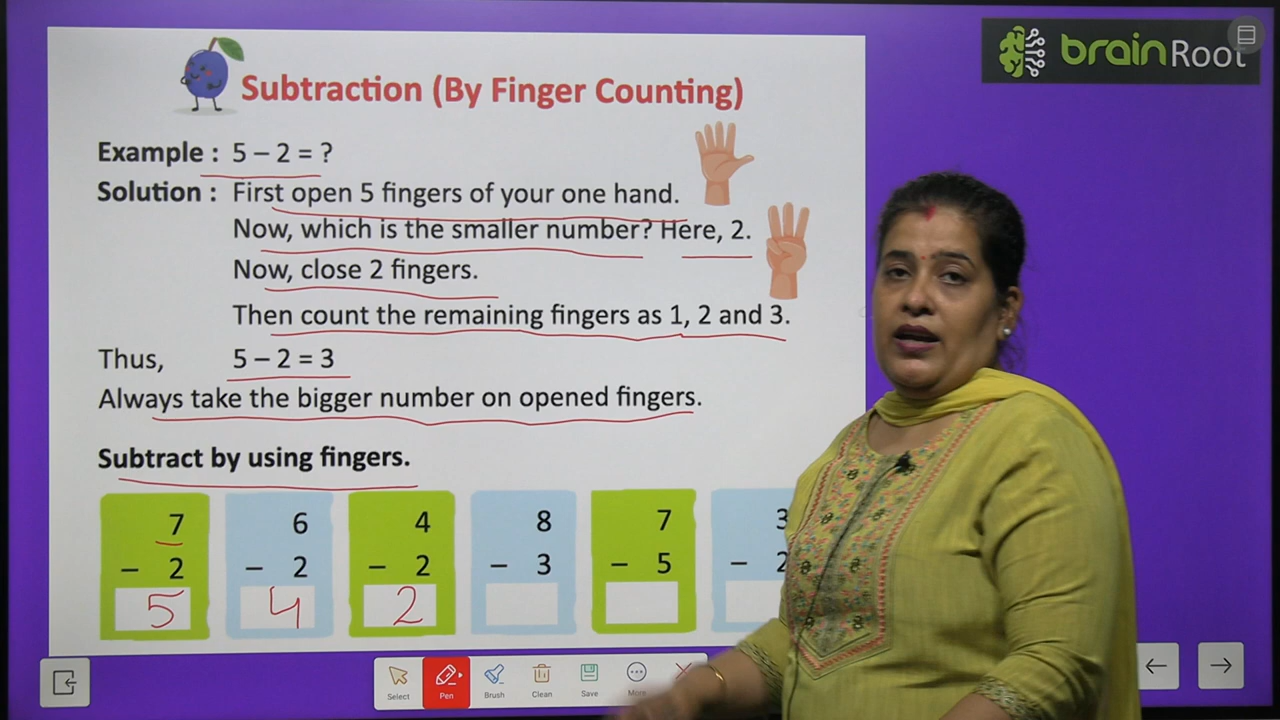 brainRoot
Subtraction (By Finger Counting)
Example : 5 – 2 = ?
Solution : First open 5 fingers of your one hand.
Now, which is the smaller number? Here, 2.
Now, close 2 fingers.
Then count the remaining fingers as 1, 2 and 3.
Thus, 5 – 2 = 3
Always take the bigger number on opened fingers.
Subtract by using fingers.
7 6 4 8 7 3
– 2 – 2 – 2 – 3 – 5 – 2
5 4 2
Select Pen Brush Clean Save More